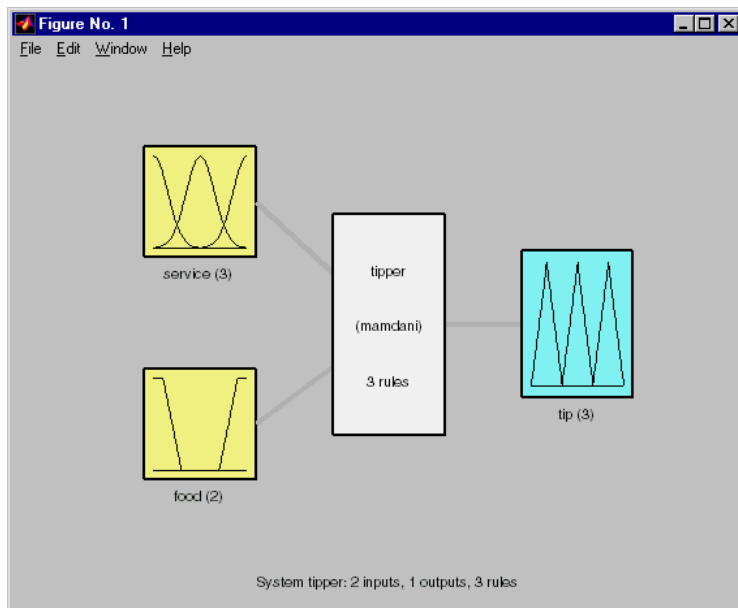 Figure No. 1
File Edit Window Help
service (3)
tipper
(mamdani)
3 rules
food (2)
tip (3)
System tipper: 2 inputs, 1 outputs, 3 rules